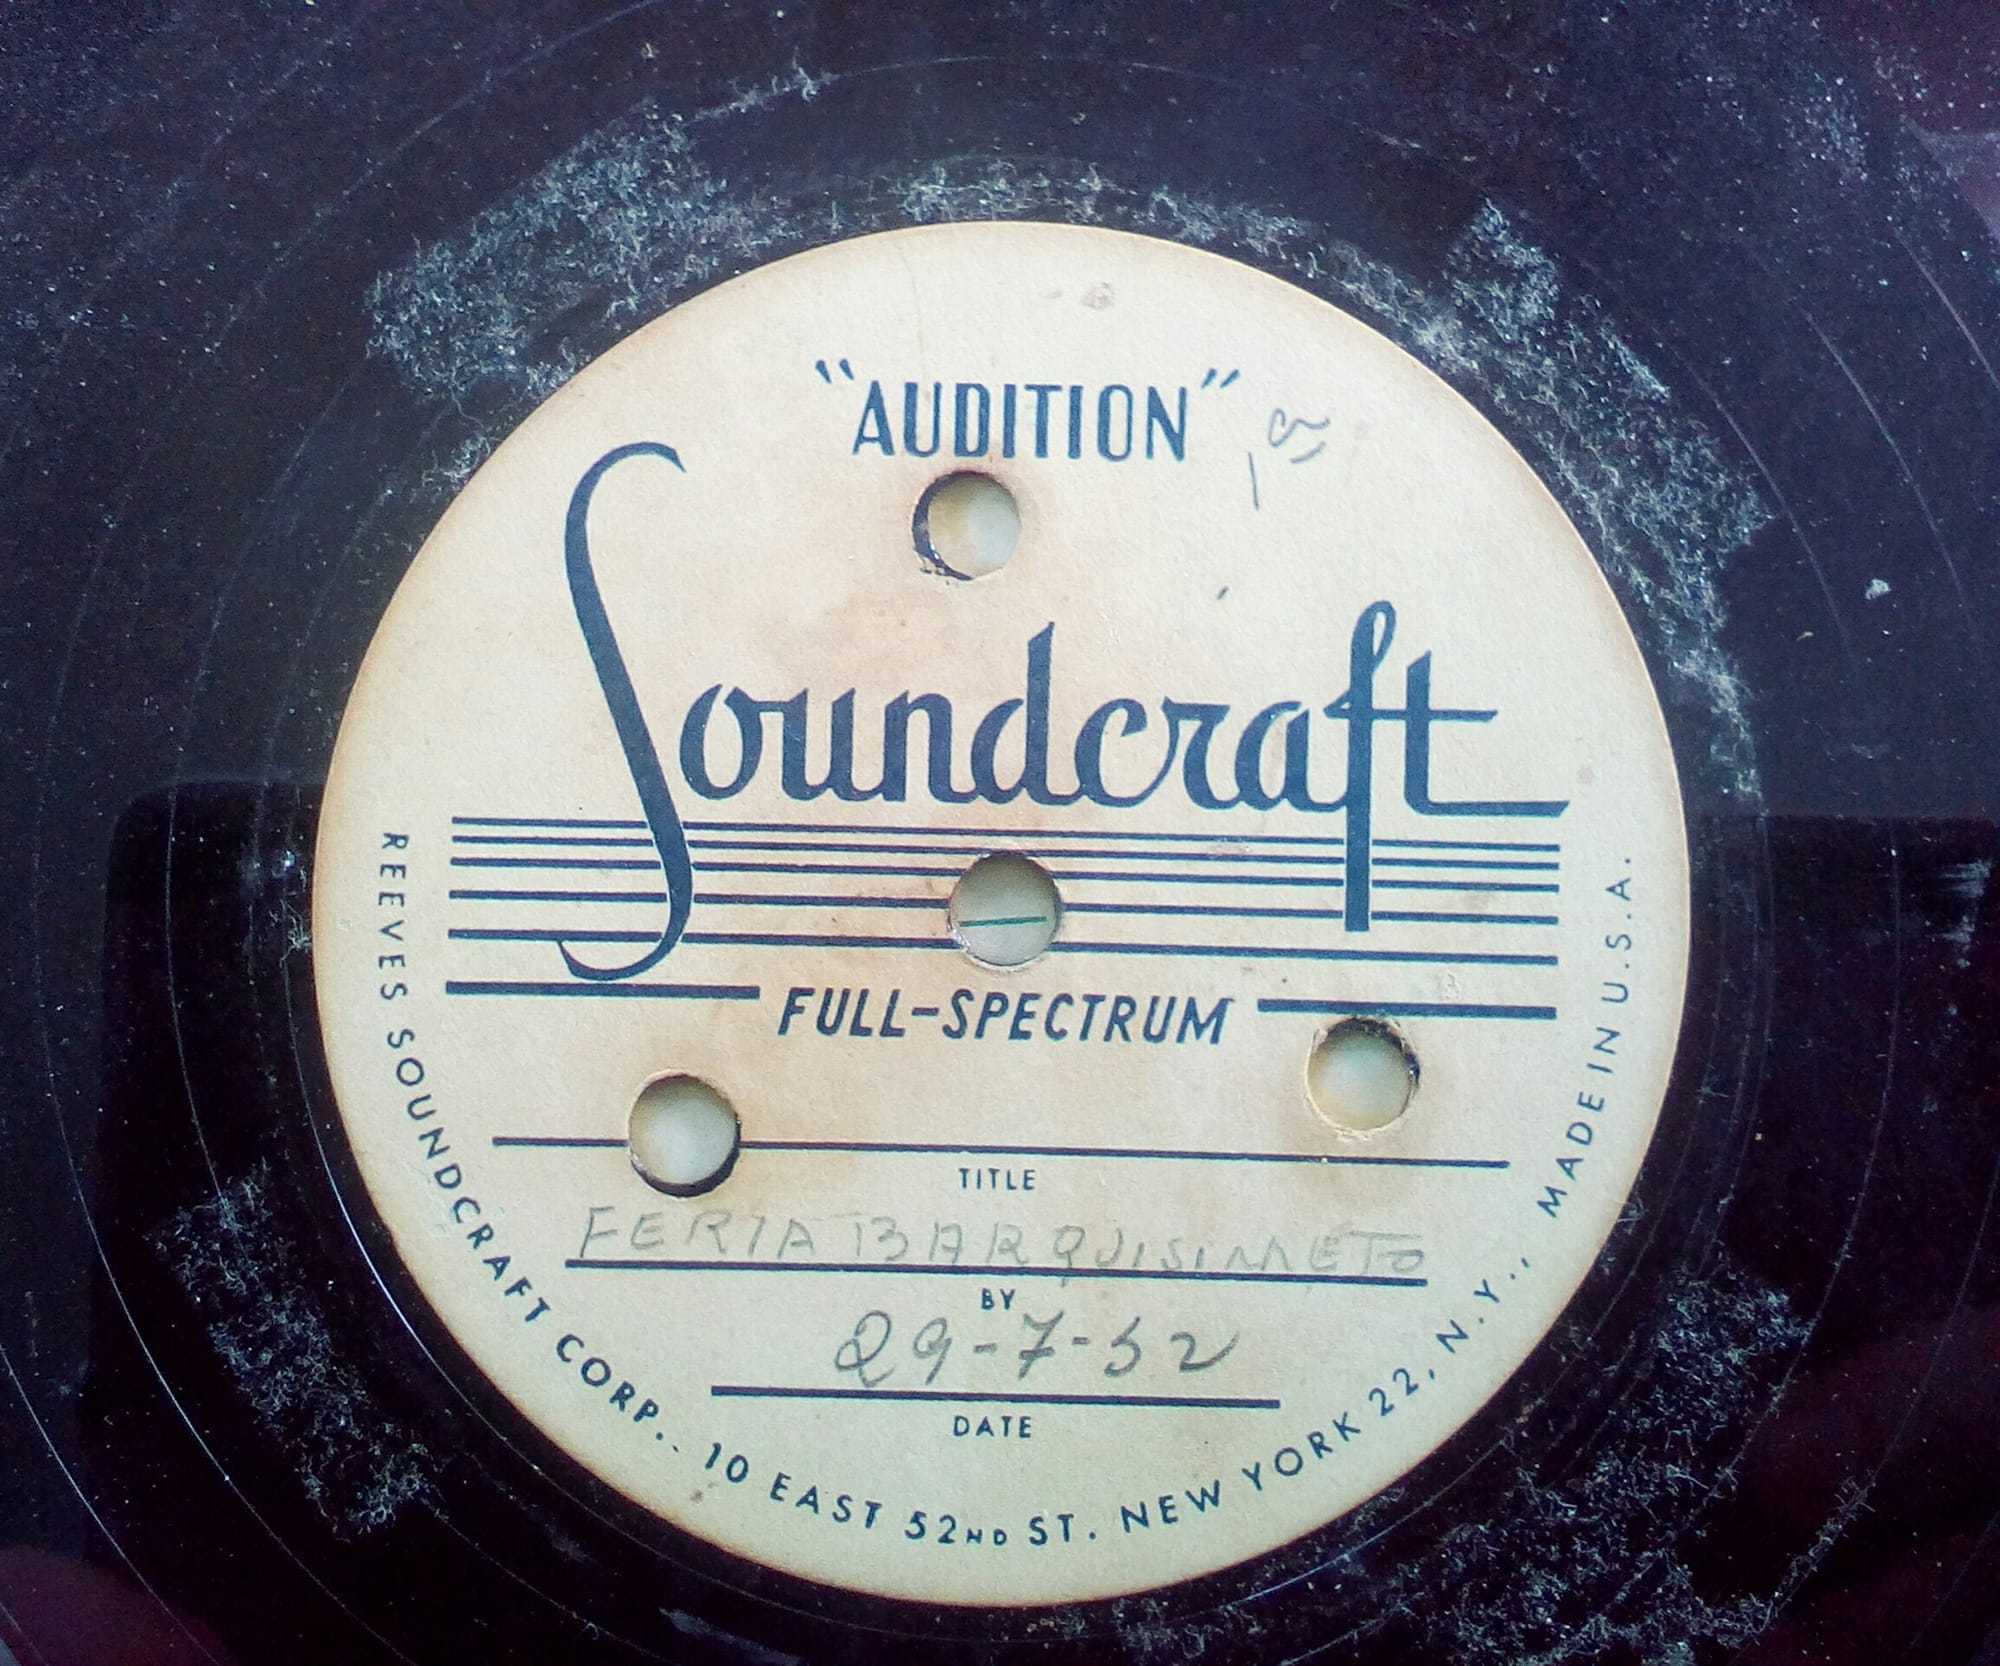 "AUDITION"
1a
Soundcraft
FULL-SPECTRUM
TITLE
FERIA BARQUISIMETO
BY
29-7-52
DATE
REEVES SOUNDCRAFT CORP.. 10 EAST 52ND ST. NEW YORK 22, N.Y., MADE IN U.S.A.